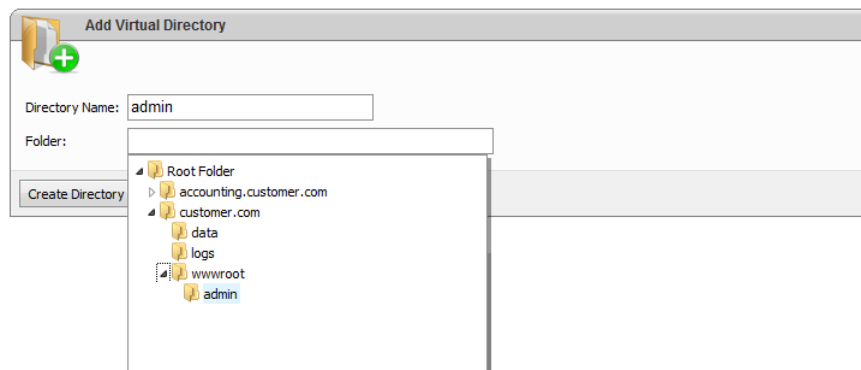 Add Virtual Directory
Directory Name: admin
Folder:
Root Folder
accounting.customer.com
customer.com
data
logs
wwwroot
admin
Create Directory